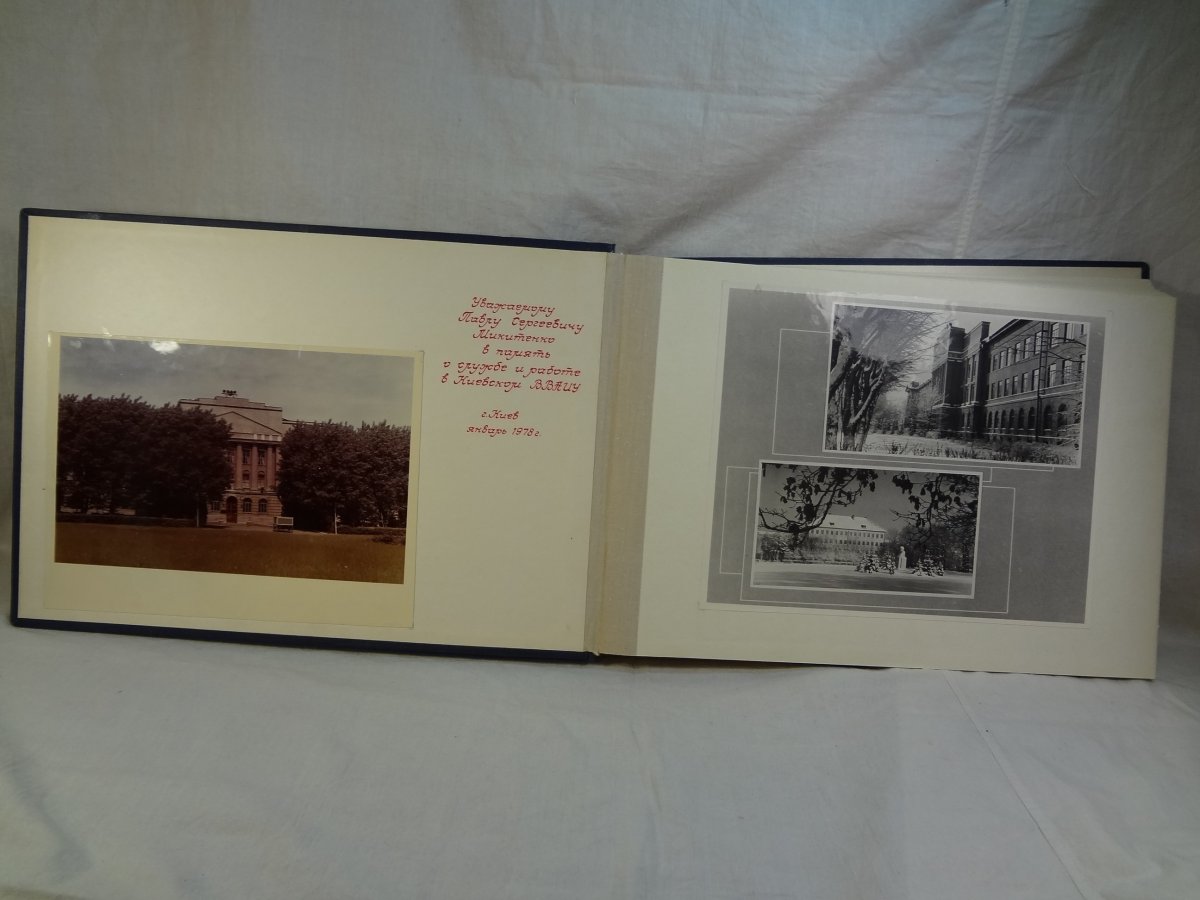 Уважаемому
Павлу Сергеевичу
Микитенко
в память
о службе и работе
в Киевском ВВАИУ
г. Киев
январь 1978 г.